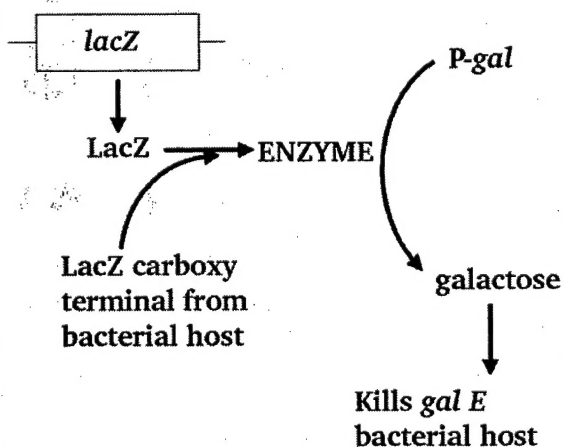 lacZ
P-gal
LacZ
ENZYME
LacZ carboxy
terminal from
bacterial host
galactose
Kills gal E
bacterial host